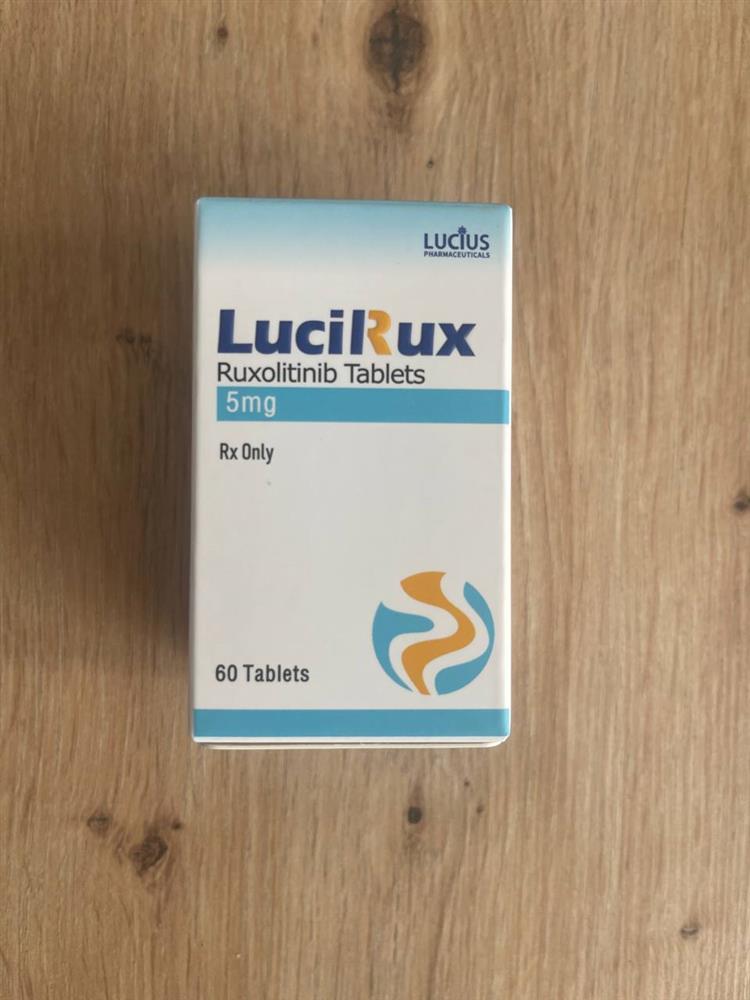 LUCIUS
PHARMACEUTICALS
LuciRux
Ruxolitinib Tablets
5mg
Rx Only
60 Tablets